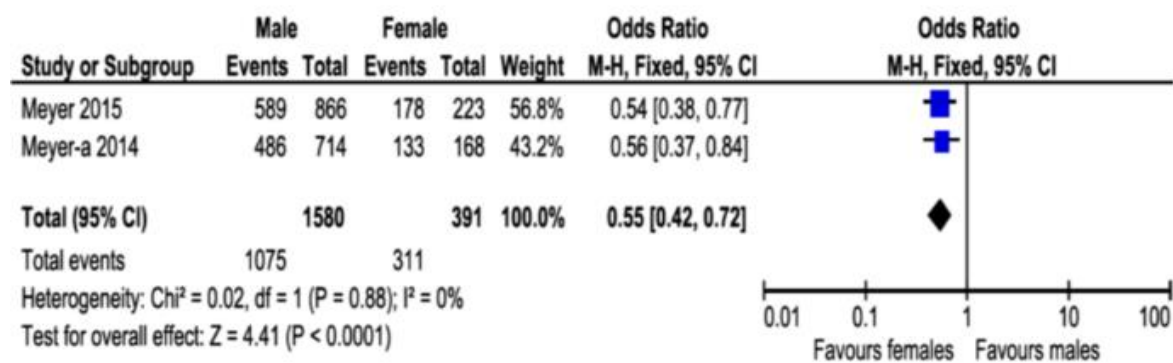 Male Female Odds Ratio Odds Ratio
Study or Subgroup Events Total Events Total Weight M-H, Fixed, 95% CI M-H, Fixed, 95% CI
Meyer 2015 589 866 178 223 56.8% 0.54 [0.38, 0.77]
Meyer-a 2014 486 714 133 168 43.2% 0.56 [0.37, 0.84]
Total (95% CI) 1580 391 100.0% 0.55 [0.42, 0.72]
Total events 1075 311
Heterogeneity: Chi² = 0.02, df = 1 (P = 0.88); I² = 0%
Test for overall effect: Z = 4.41 (P < 0.0001)
0.01 0.1 1 10 100
Favours females Favours males